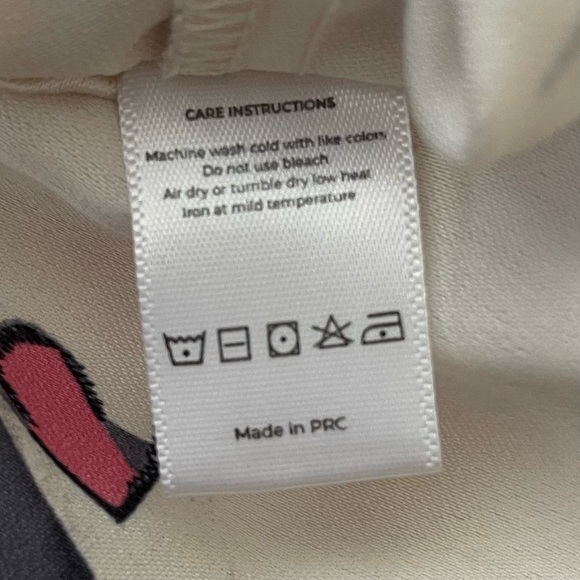 CARE INSTRUCTIONS
Machine wash cold with like colors
Do not use bleach
Air dry or tumble dry low heat
Iron at mild temperature
Made in PRC